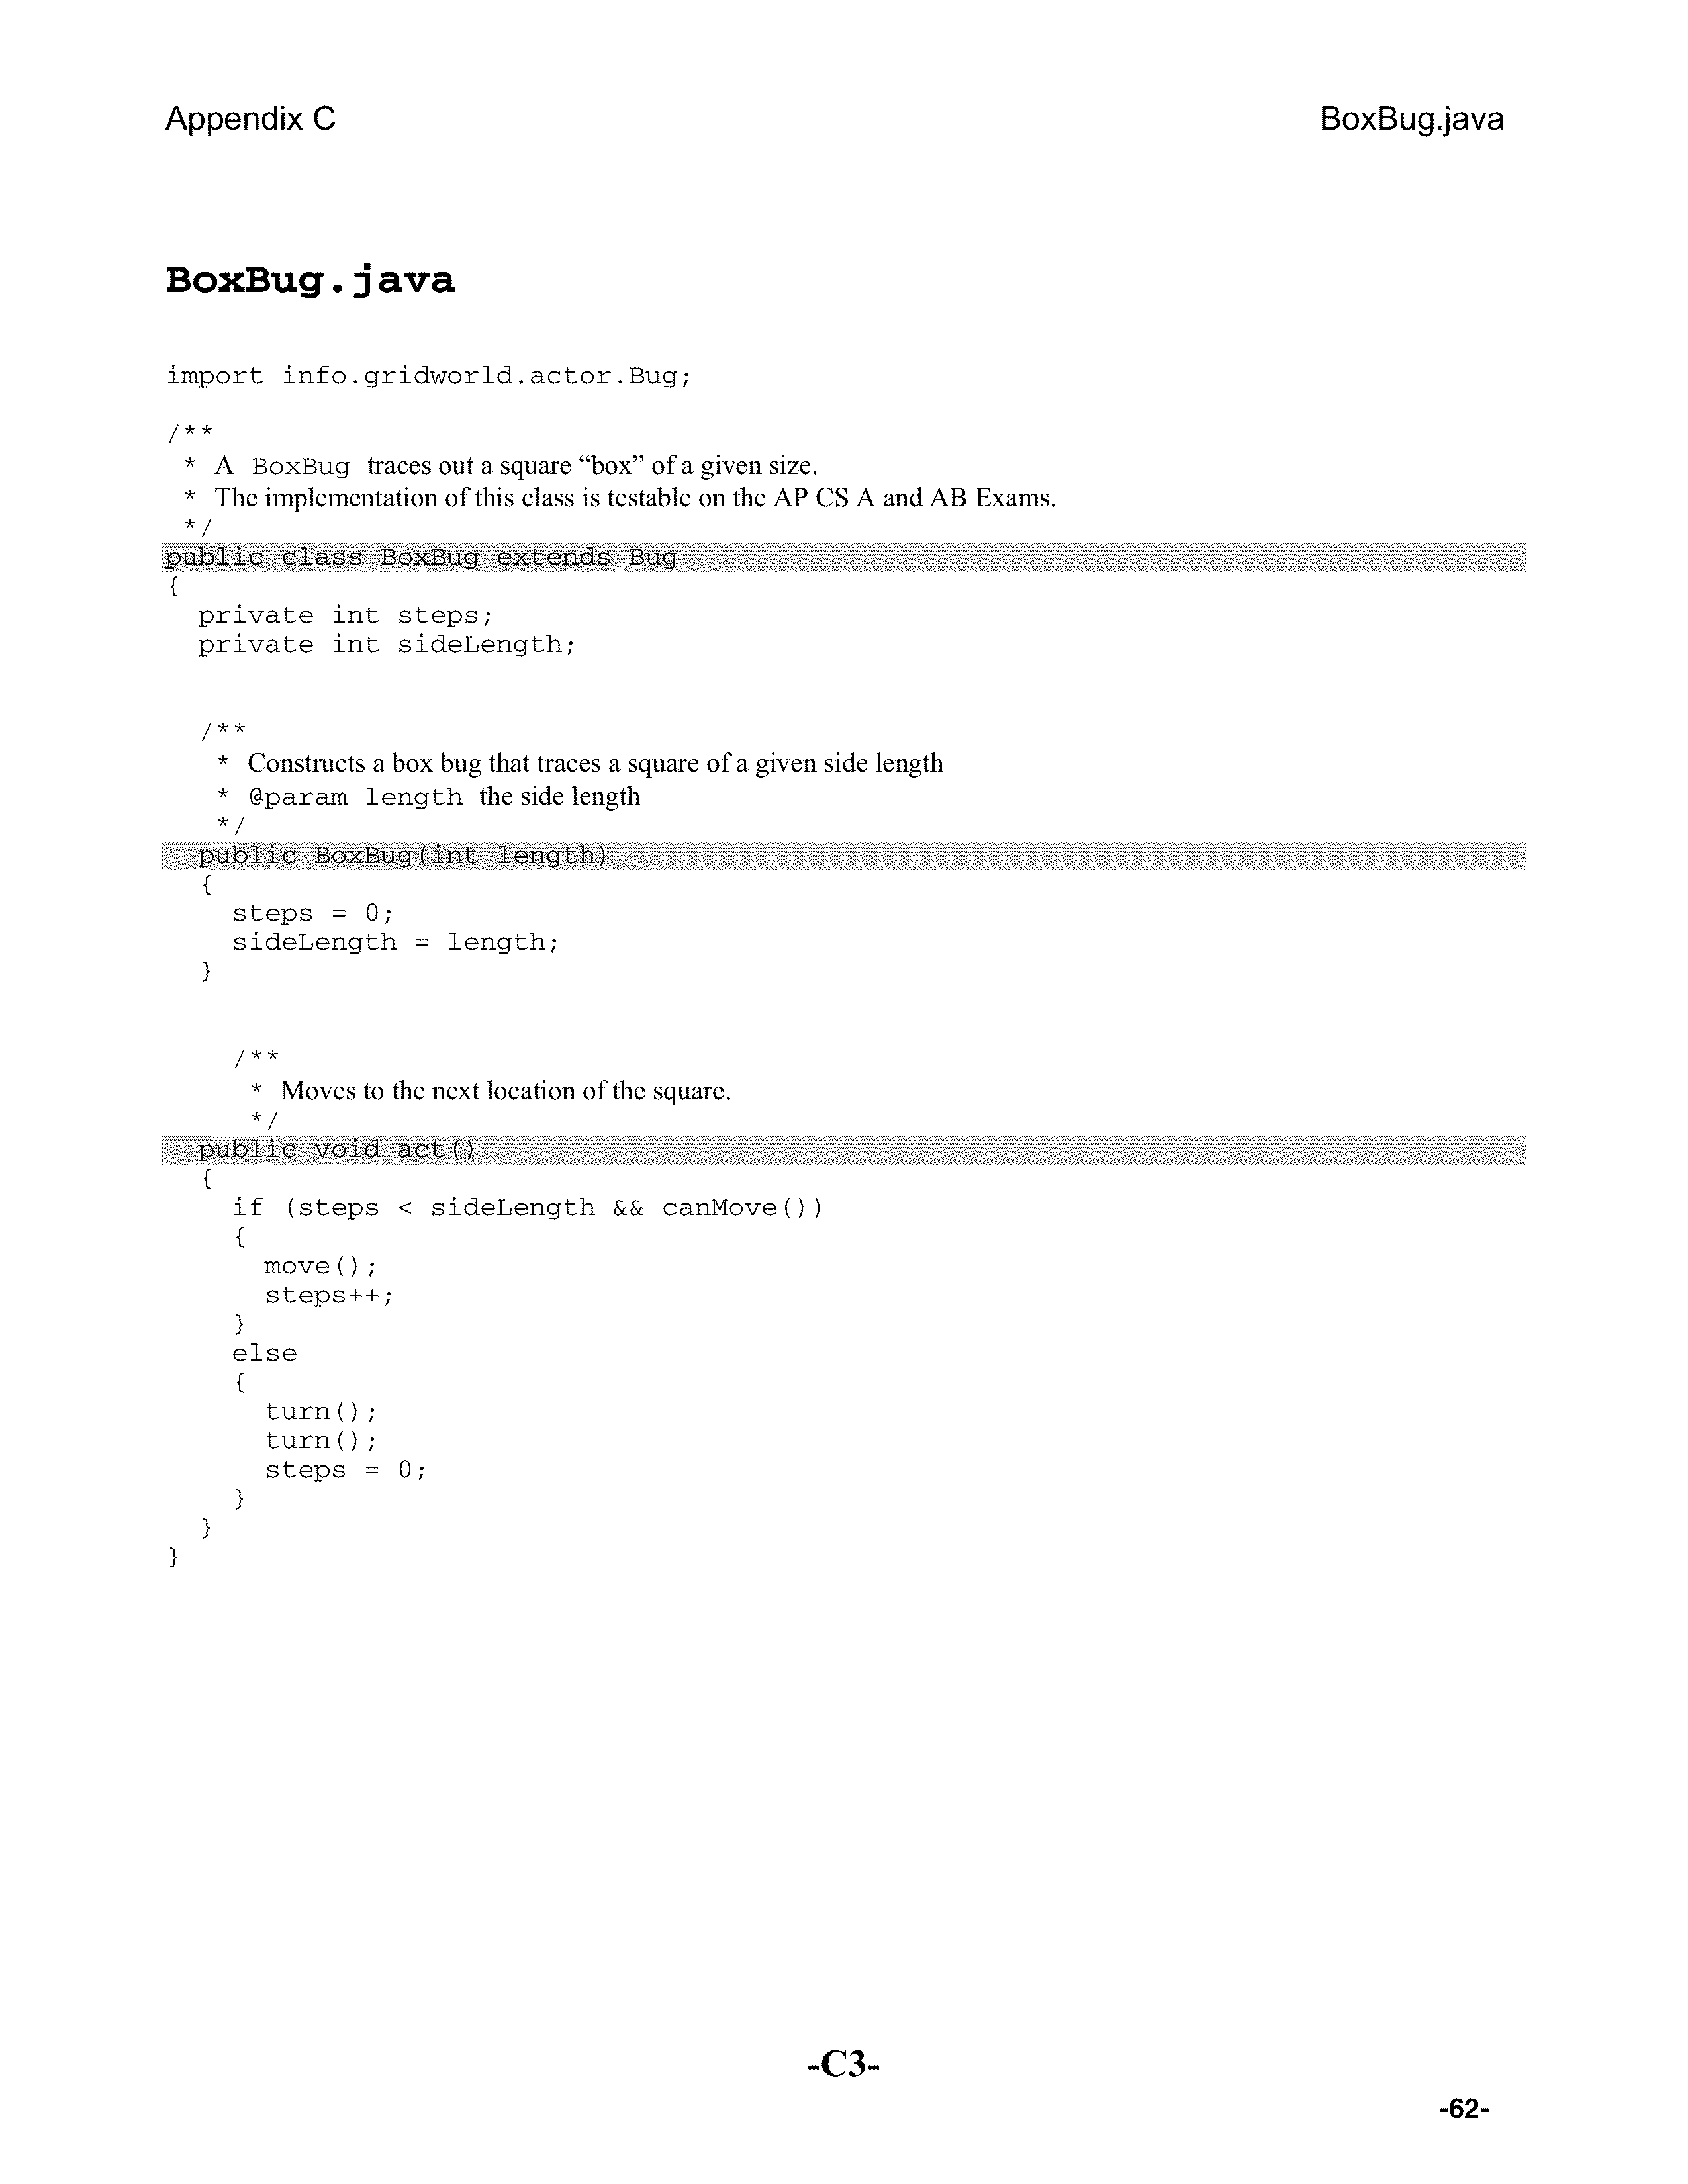 Appendix C
BoxBug.java
BoxBug.java
import info.gridworld.actor.Bug;
/**
 * A BoxBug traces out a square “box” of a given size.
 * The implementation of this class is testable on the AP CS A and AB Exams.
 */
public class BoxBug extends Bug
{
  private int steps;
  private int sideLength;
  /**
   * Constructs a box bug that traces a square of a given side length
   * @param length the side length
   */
  public BoxBug(int length)
  {
    steps = 0;
    sideLength = length;
  }
    /**
     * Moves to the next location of the square.
     */
  public void act()
  {
    if (steps < sideLength && canMove())
    {
      move();
      steps++;
    }
    else
    {
      turn();
      turn();
      steps = 0;
    }
  }
}
-C3-
-62-